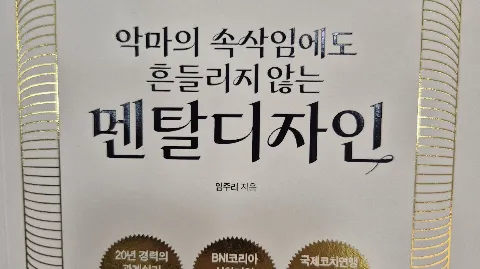 악마의 속삭임에도
흔들리지 않는
멘탈디자인
임주리 지음
20년 경력의
BNI코리아
국제코치연맹